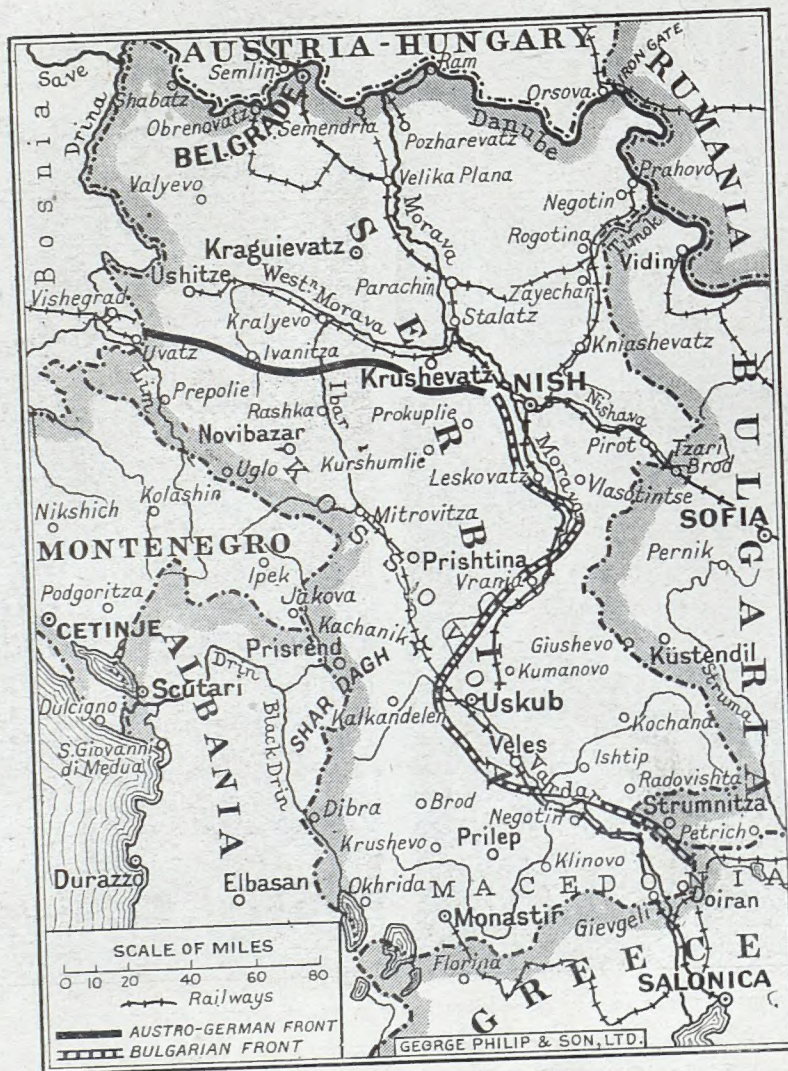 AUSTRIA-HUNGARY
Save
Semlin
Ram
Orsova
IRON GATE
RUMANIA
Drina
Shabatz
Obrenovatz
BELGRADE
Semendria
Danube
Pozharevatz
Bosnia
Valyevo
Velika Plana
Prahovo
Negotin
Morava
Rogotina
Timok
Vidin
Kraguievatz
SERBIA
Ushitze
Westn. Morava
Parachin
Zayechar
Vishegrad
Kralyevo
Stalatz
Uvatz
Ivanitza
Kniashevatz
Krushevatz
NISH
BULGARIA
Lim
Prepolie
Ibar
Rashka
Prokuplie
Nishava
Pirot
Tzari
Brod
Novibazar
Uglo
Kurshumlie
Morava
Leskovatz
Vlasotintse
KOSSOVO
Kolashin
Nikshich
Mitrovitza
SOFIA
MONTENEGRO
Prishtina
Pernik
Ipek
Vranja
Podgoritza
Jakova
CETINJE
ALBANIA
Kachanik
Giushevo
Küstendil
Prisrend
Drin
SHAR DAGH
Kumanovo
Struma
Scutari
Uskub
Dulcigno
Kalkandelen
Kochana
Black Drin
S. Giovanni
di Medua
Veles
Ishtip
Vardar
Radovishta
Dibra
Brod
Strumnitza
Negotin
Petrich
Krushevo
Prilep
Klinovo
Durazzo
Elbasan
Okhrida
MACEDONIA
Doiran
Monastir
Gievgeli
Florina
GREECE
SALONICA
SCALE OF MILES
0 10 20 40 60 80
Railways
AUSTRO-GERMAN FRONT
BULGARIAN FRONT
GEORGE PHILIP & SON, LTD.